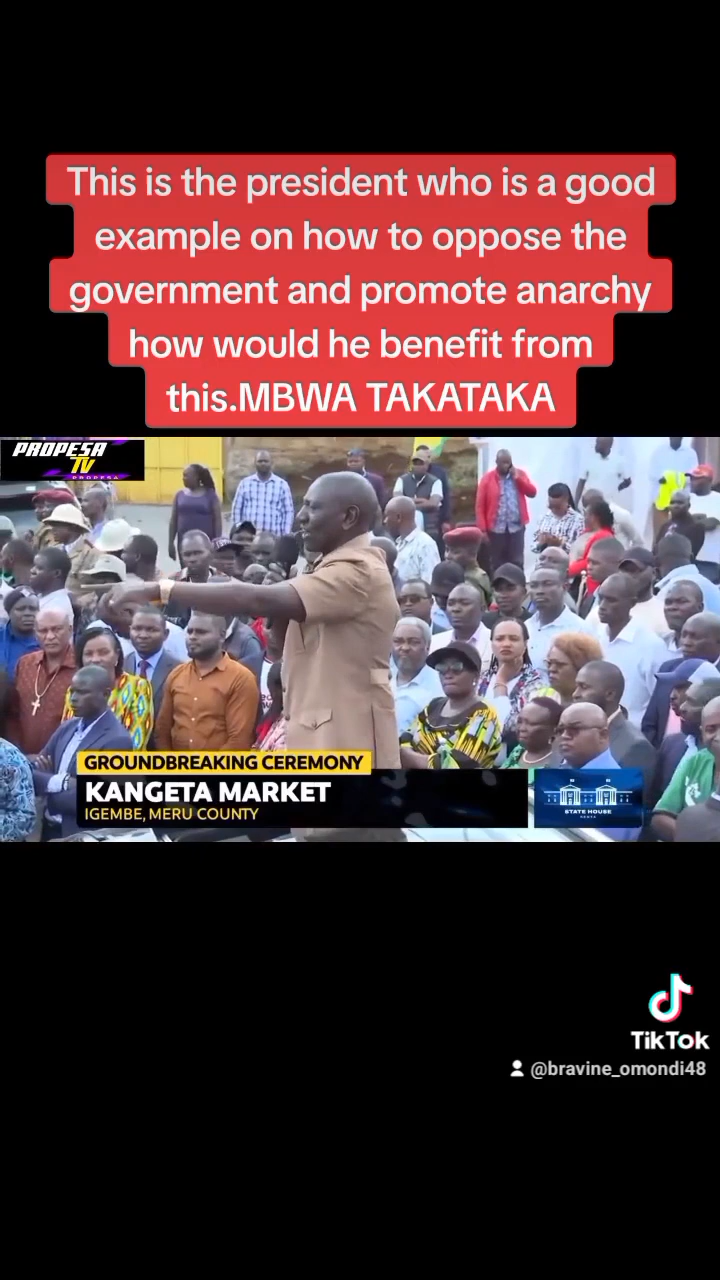 This is the president who is a good
example on how to oppose the
government and promote anarchy
how would he benefit from
this.MBWA TAKATAKA
PROPESA
TV
PROPESA
GROUNDBREAKING CEREMONY
KANGETA MARKET
IGEMBE, MERU COUNTY
STATE HOUSE
TikTok
@bravine_omondi48